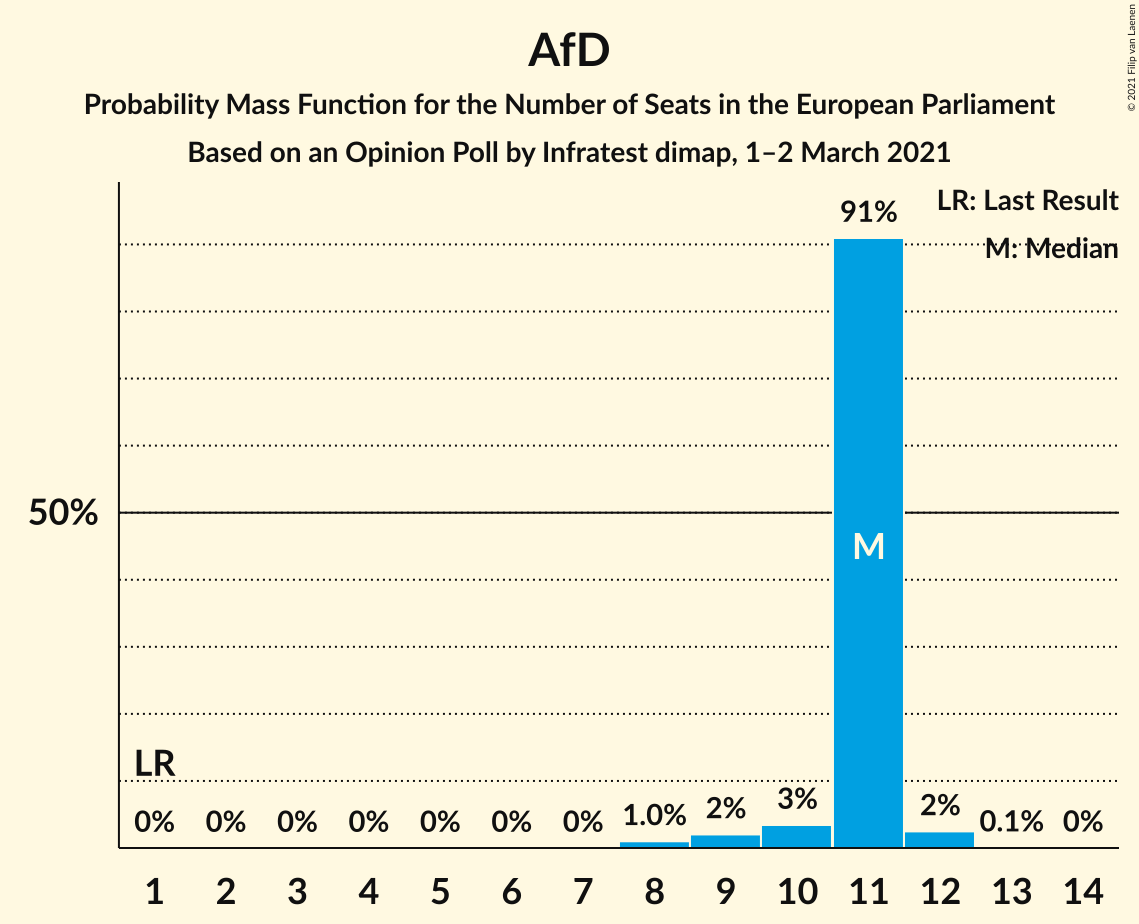 AfD
Probability Mass Function for the Number of Seats in the European Parliament
Based on an Opinion Poll by Infratest dimap, 1–2 March 2021
© 2021 Filip van Laenen
LR: Last Result
M: Median
91%
50%
M
LR
0% 0% 0% 0% 0% 0% 0% 1.0% 2% 3% 2% 0.1% 0%
1 2 3 4 5 6 7 8 9 10 11 12 13 14